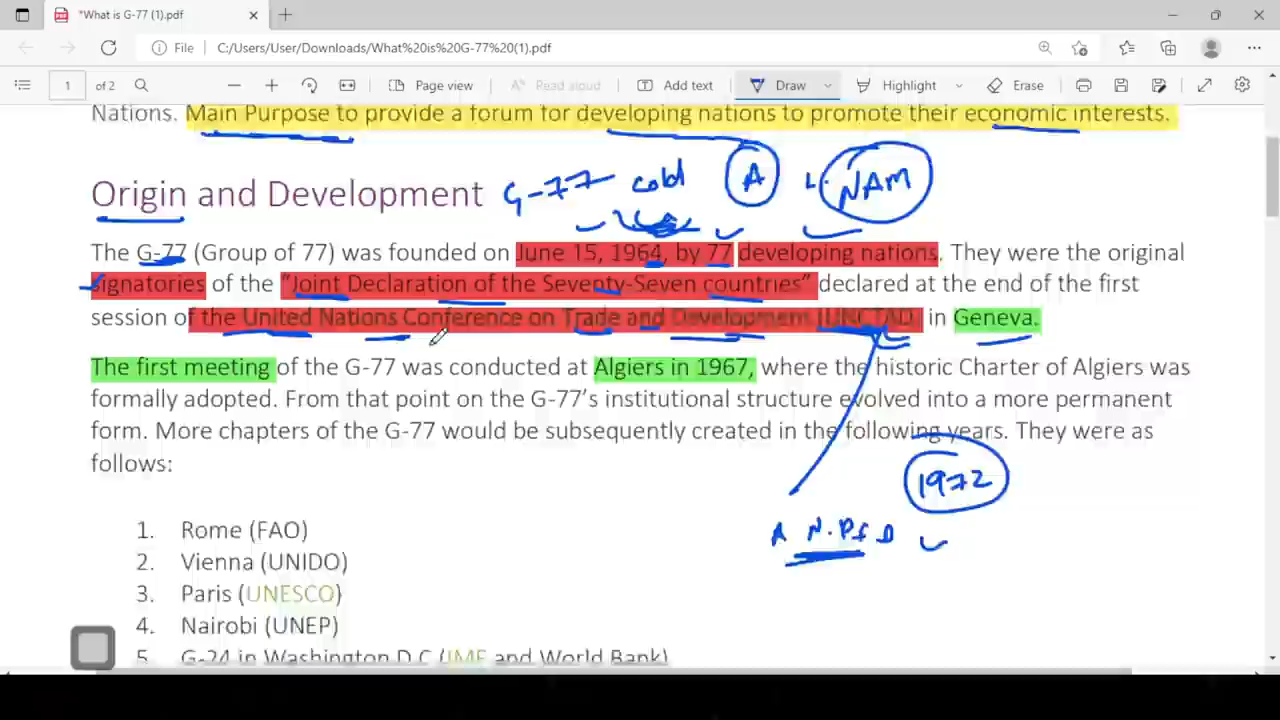 *What is G-77 (1).pdf
File C:/Users/User/Downloads/What%20is%20G-77%20(1).pdf
1 of 2 Page view Read aloud Add text Draw Highlight Erase
Nations. Main Purpose to provide a forum for developing nations to promote their economic interests.
G-77 cold A NAM
Origin and Development
The G-77 (Group of 77) was founded on June 15, 1964, by 77 developing nations. They were the original
signatories of the “Joint Declaration of the Seventy-Seven countries” declared at the end of the first
session of the United Nations Conference on Trade and Development (UNCTAD) in Geneva.
The first meeting of the G-77 was conducted at Algiers in 1967, where the historic Charter of Algiers was
formally adopted. From that point on the G-77’s institutional structure evolved into a more permanent
form. More chapters of the G-77 would be subsequently created in the following years. They were as
follows:
1972
1. Rome (FAO)
A N.P.f D
2. Vienna (UNIDO)
3. Paris (UNESCO)
4. Nairobi (UNEP)
5. G-24 in Washington D.C (IMF and World Bank)